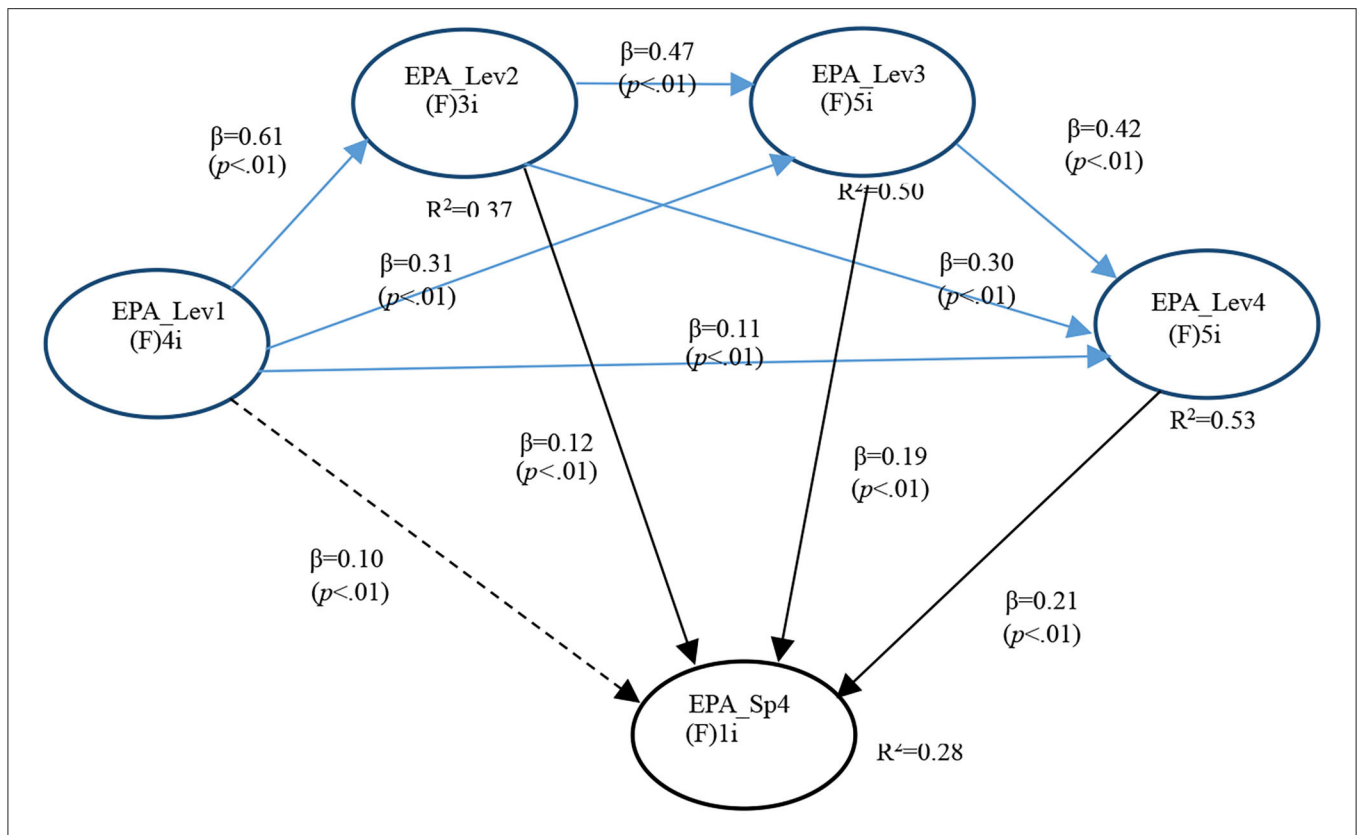 β=0.47
(p<.01)
EPA_Lev2
(F)3i
EPA_Lev3
(F)5i
β=0.61
(p<.01)
β=0.42
(p<.01)
R²=0.37
R²=0.50
β=0.31
(p<.01)
β=0.30
(p<.01)
EPA_Lev1
(F)4i
EPA_Lev4
(F)5i
β=0.11
(p<.01)
R²=0.53
β=0.12
(p<.01)
β=0.19
(p<.01)
β=0.10
(p<.01)
β=0.21
(p<.01)
EPA_Sp4
(F)1i
R²=0.28